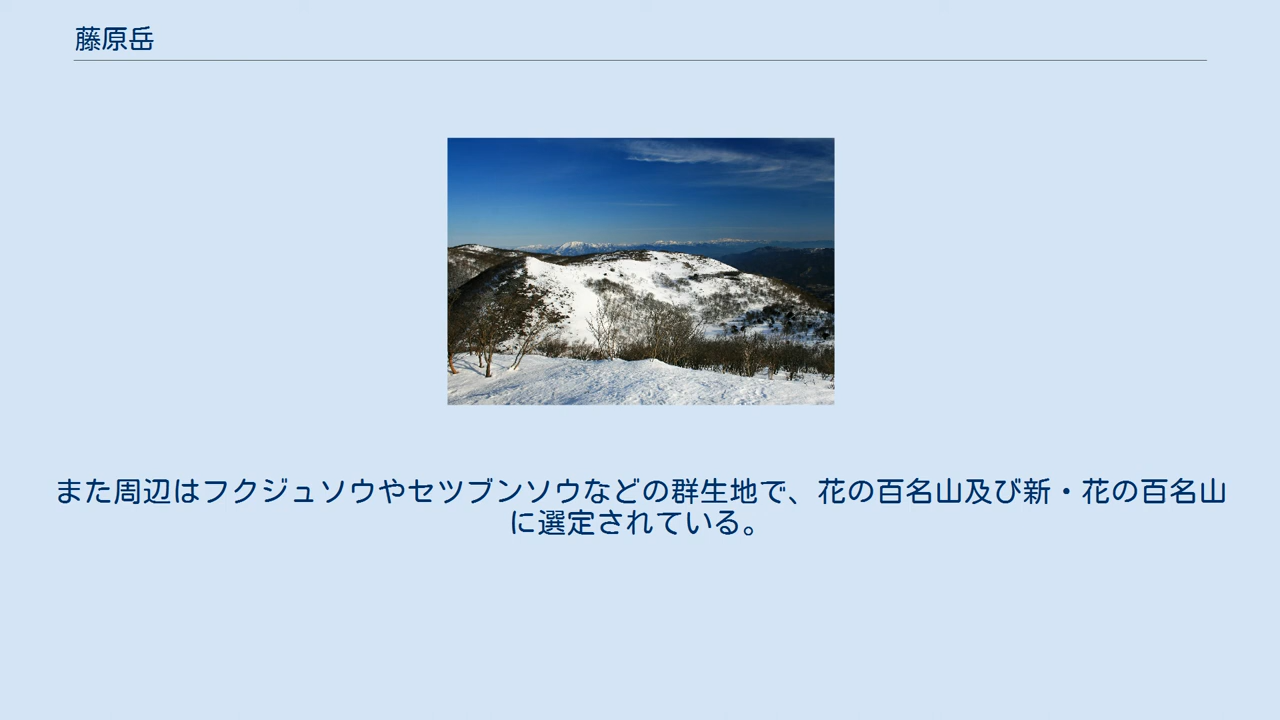 藤原岳
また周辺はフクジュソウやセツブンソウなどの群生地で、花の百名山及び新・花の百名山
に選定されている。